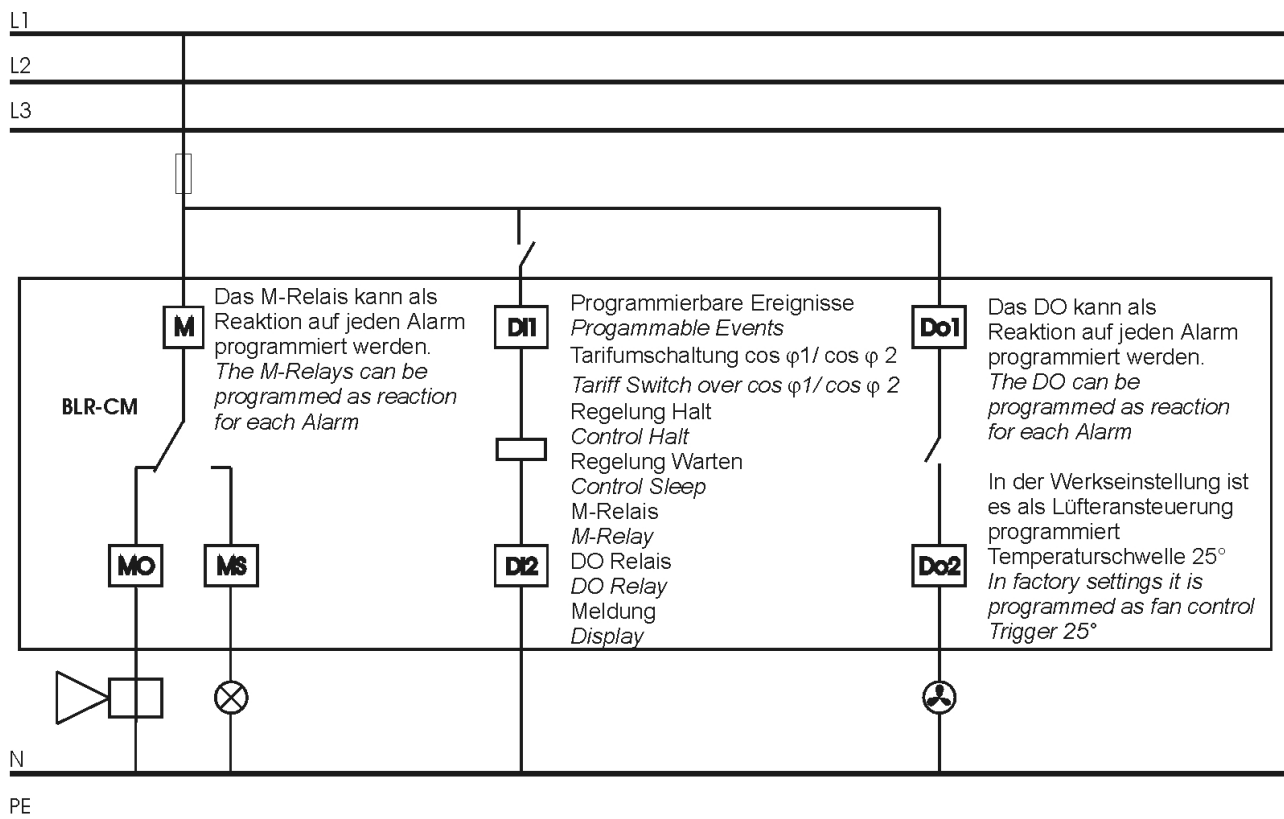 L1
L2
L3
M
Das M-Relais kann als
Reaktion auf jeden Alarm
programmiert werden.
The M-Relays can be
programmed as reaction
for each Alarm
BLR-CM
MO
MS
DI1
DI2
Programmierbare Ereignisse
Progammable Events
Tarifumschaltung cos φ1/ cos φ 2
Tariff Switch over cos φ1/ cos φ 2
Regelung Halt
Control Halt
Regelung Warten
Control Sleep
M-Relais
M-Relay
DO Relais
DO Relay
Meldung
Display
Do1
Do2
Das DO kann als
Reaktion auf jeden Alarm
programmiert werden.
The DO can be
programmed as reaction
for each Alarm
In der Werkseinstellung ist
es als Lüfteransteuerung
programmiert
Temperaturschwelle 25°
In factory settings it is
programmed as fan control
Trigger 25°
N
PE